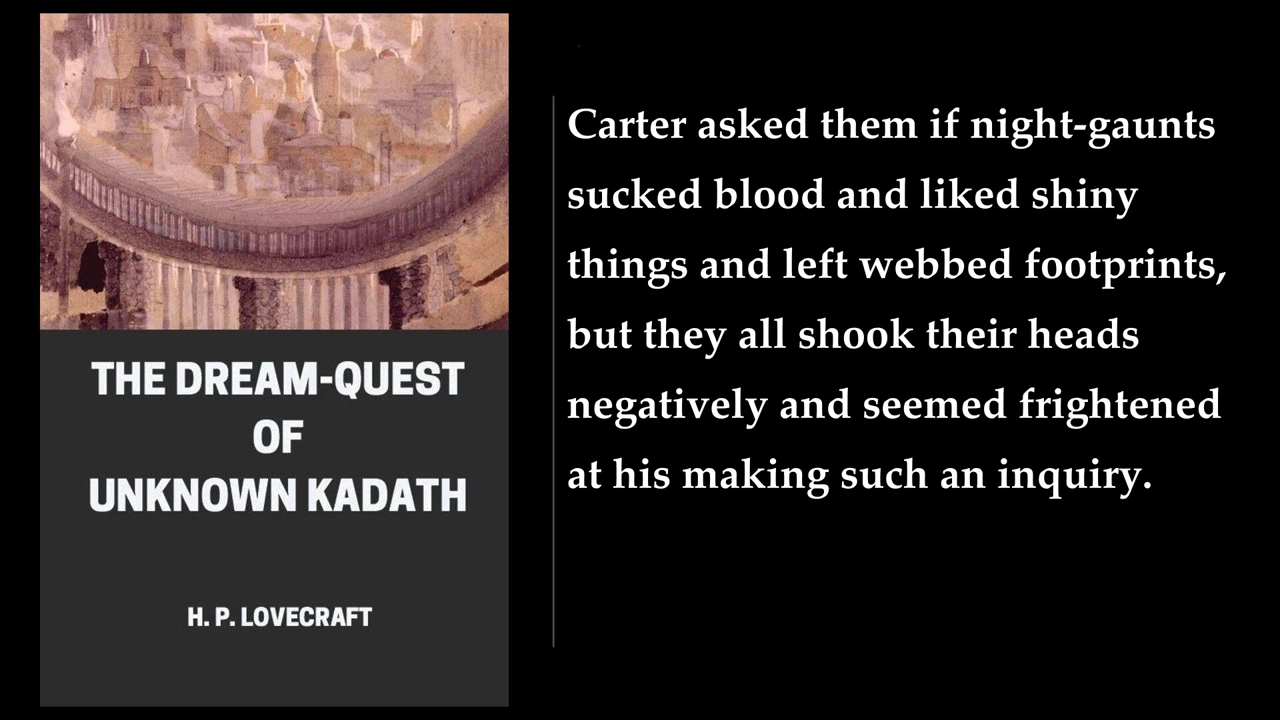 THE DREAM-QUEST
OF
UNKNOWN KADATH
H. P. LOVECRAFT
Carter asked them if night-gaunts
sucked blood and liked shiny
things and left webbed footprints,
but they all shook their heads
negatively and seemed frightened
at his making such an inquiry.